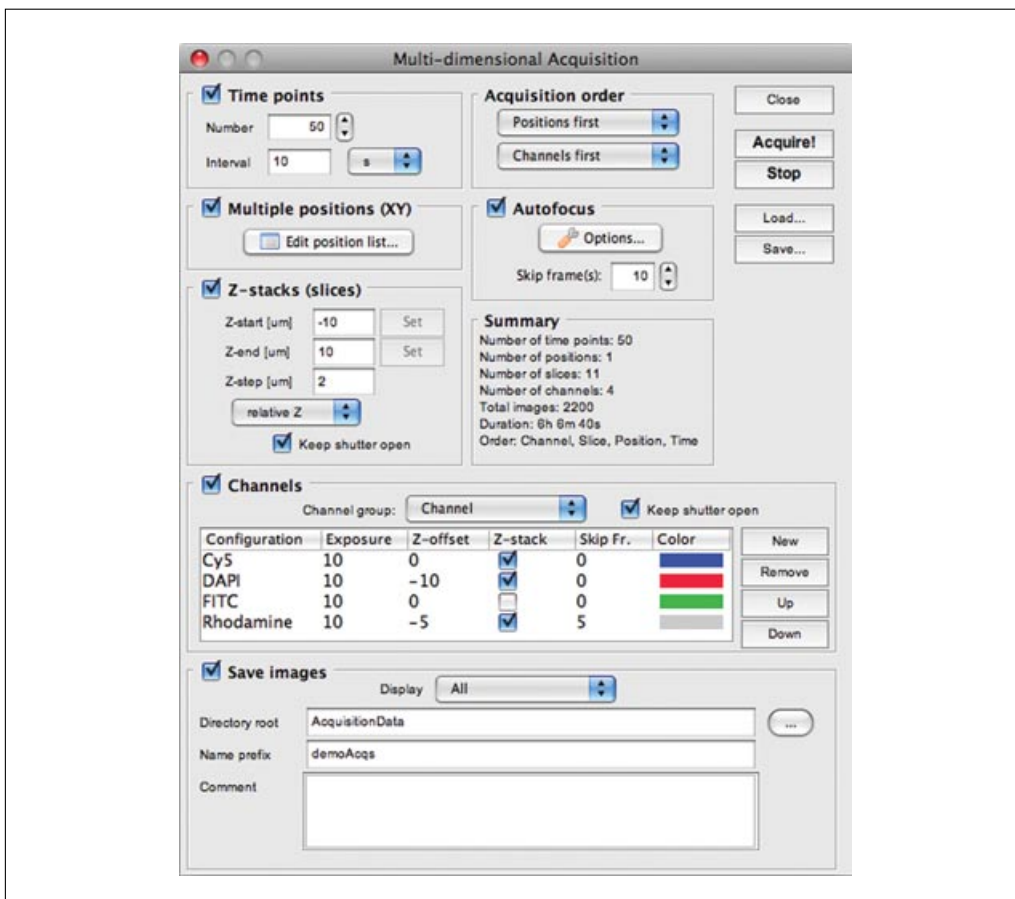 Multi-dimensional Acquisition
Time points
Number 50
Interval 10 s
Acquisition order
Positions first
Channels first
Close
Acquire!
Stop
Load...
Save...
Multiple positions (XY)
Edit position list...
Autofocus
Options...
Skip frame(s): 10
Z-stacks (slices)
Z-start [um] -10 Set
Z-end [um] 10 Set
Z-step [um] 2
relative Z
Keep shutter open
Summary
Number of time points: 50
Number of positions: 1
Number of slices: 11
Number of channels: 4
Total images: 2200
Duration: 6h 6m 40s
Order: Channel, Slice, Position, Time
Channels
Channel group: Channel Keep shutter open
Configuration Exposure Z-offset Z-stack Skip Fr. Color
Cy5 10 0 0
DAPI 10 -10 0
FITC 10 0 0
Rhodamine 10 -5 5
New
Remove
Up
Down
Save images
Display All
Directory root AcquisitionData ...
Name prefix demoAcqs
Comment